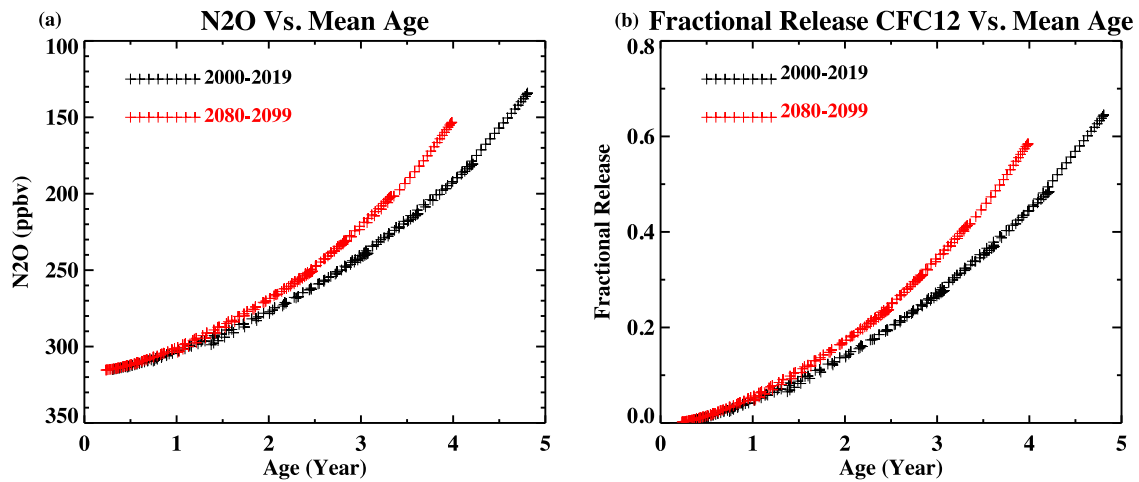 (a) N2O Vs. Mean Age
100
150
200
250
300
350
N2O (ppbv)
2000-2019
2080-2099
0 1 2 3 4 5
Age (Year)
(b) Fractional Release CFC12 Vs. Mean Age
0.8
0.6
0.4
0.2
0.0
Fractional Release
2000-2019
2080-2099
0 1 2 3 4 5
Age (Year)